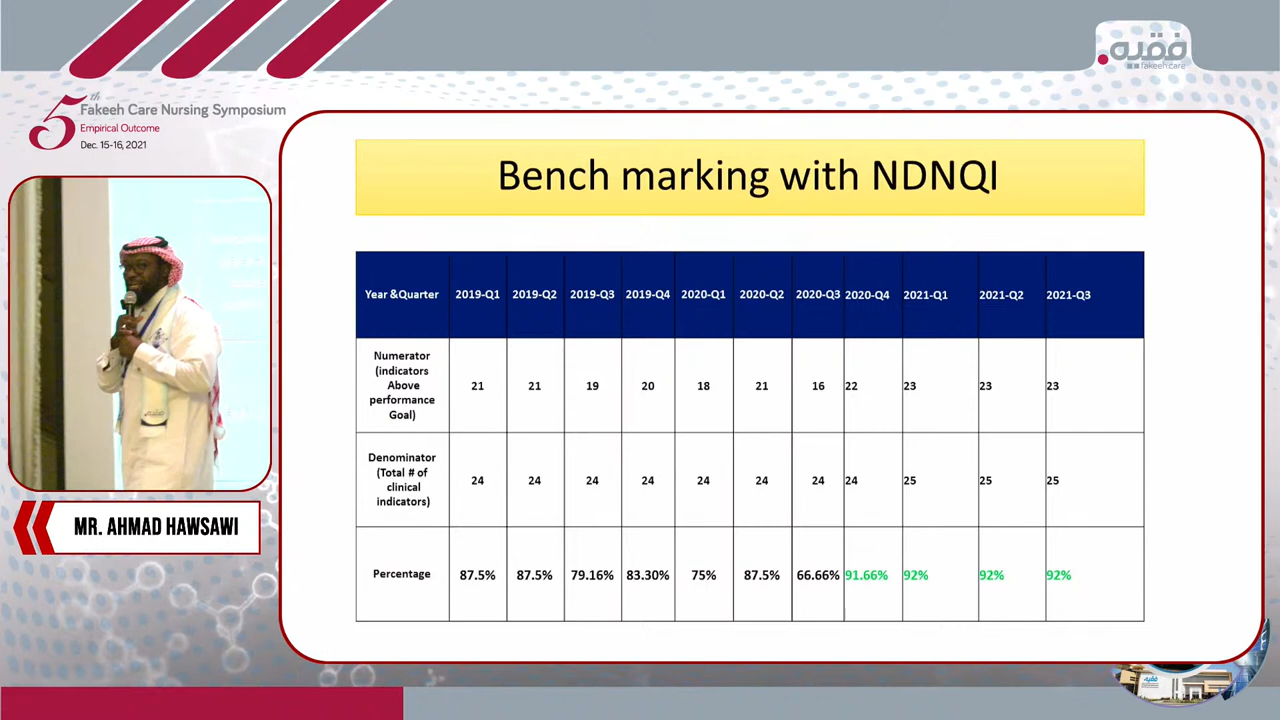 فقيه
fakeeh care
5th Fakeeh Care Nursing Symposium
Empirical Outcome
Dec. 15-16, 2021
Bench marking with NDNQI
Year &Quarter 2019-Q1 2019-Q2 2019-Q3 2019-Q4 2020-Q1 2020-Q2 2020-Q3 2020-Q4 2021-Q1 2021-Q2 2021-Q3
Numerator
(indicators
Above
performance
Goal)
21 21 19 20 18 21 16 22 23 23 23
Denominator
(Total # of
clinical
indicators)
24 24 24 24 24 24 24 24 25 25 25
Percentage 87.5% 87.5% 79.16% 83.30% 75% 87.5% 66.66% 91.66% 92% 92% 92%
MR. AHMAD HAWSAWI
فقيه